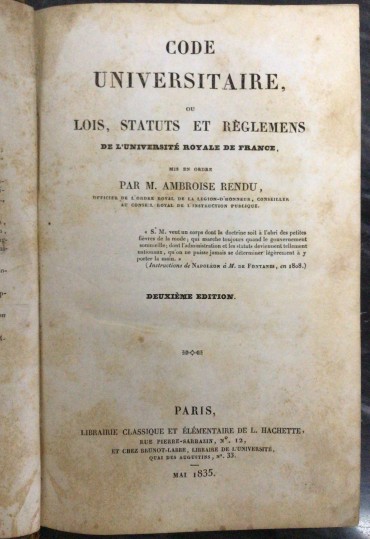 CODE
UNIVERSITAIRE,
OU
LOIS, STATUTS ET RÈGLEMENS
DE L'UNIVERSITÉ ROYALE DE FRANCE,
MIS EN ORDRE
PAR M. AMBROISE RENDU,
OFFICIER DE L'ORDRE ROYAL DE LA LÉGION-D'HONNEUR, CONSEILLER
AU CONSEIL ROYAL DE L'INSTRUCTION PUBLIQUE.
« S. M. veut un corps dont la doctrine soit à l'abri des petites
fièvres de la mode; qui marche toujours quand le gouvernement
sommeille; dont l'administration et les statuts deviennent tellement
nationaux, qu'on ne puisse jamais se déterminer légèrement à y
porter la main. »
(Instructions de NAPOLÉON à M. DE FONTANES, en 1808.)
DEUXIÈME EDITION.
PARIS,
LIBRAIRIE CLASSIQUE ET ÉLÉMENTAIRE DE L. HACHETTE,
RUE PIERRE-SARRAZIN, N°. 12,
ET CHEZ BRUNOT-LABBE, LIBRAIRE DE L'UNIVERSITÉ,
QUAI DES AUGUSTINS, N°. 33.
MAI 1835.